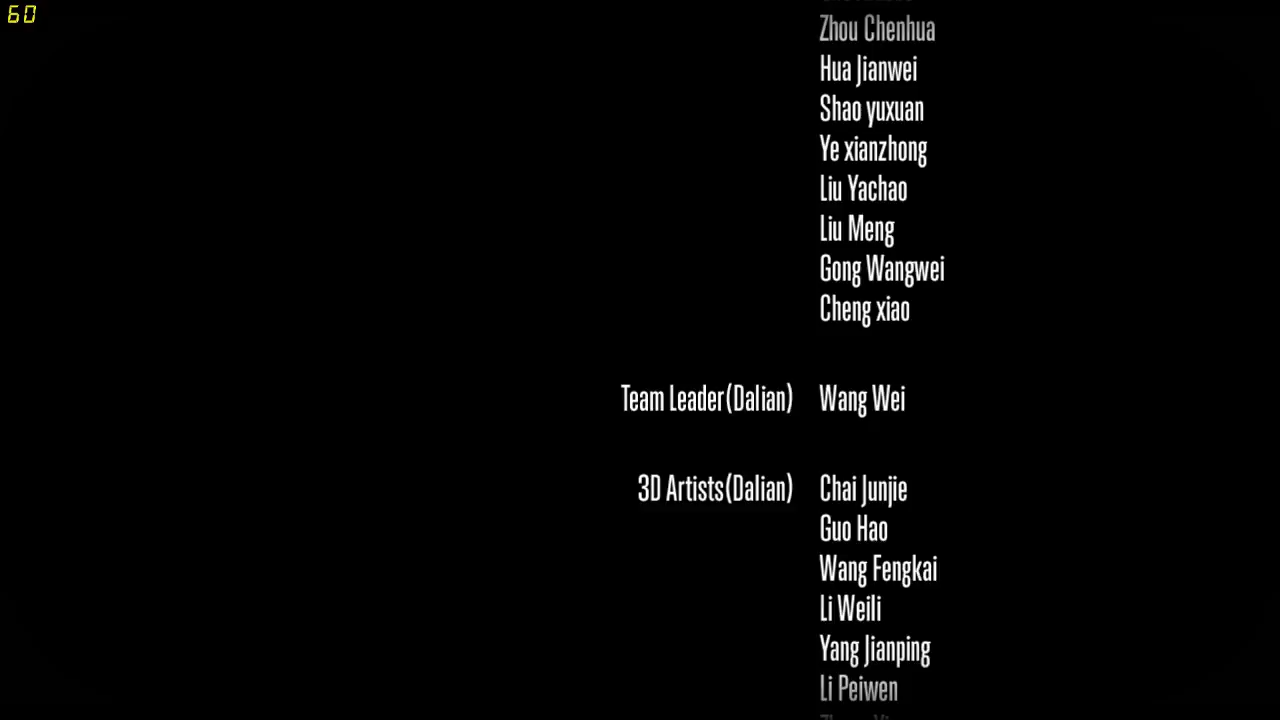 60
Zhou Chenhua
Hua Jianwei
Shao yuxuan
Ye xianzhong
Liu Yachao
Liu Meng
Gong Wangwei
Cheng xiao
Team Leader(Dalian) Wang Wei
3D Artists(Dalian) Chai Junjie
Guo Hao
Wang Fengkai
Li Weili
Yang Jianping
Li Peiwen